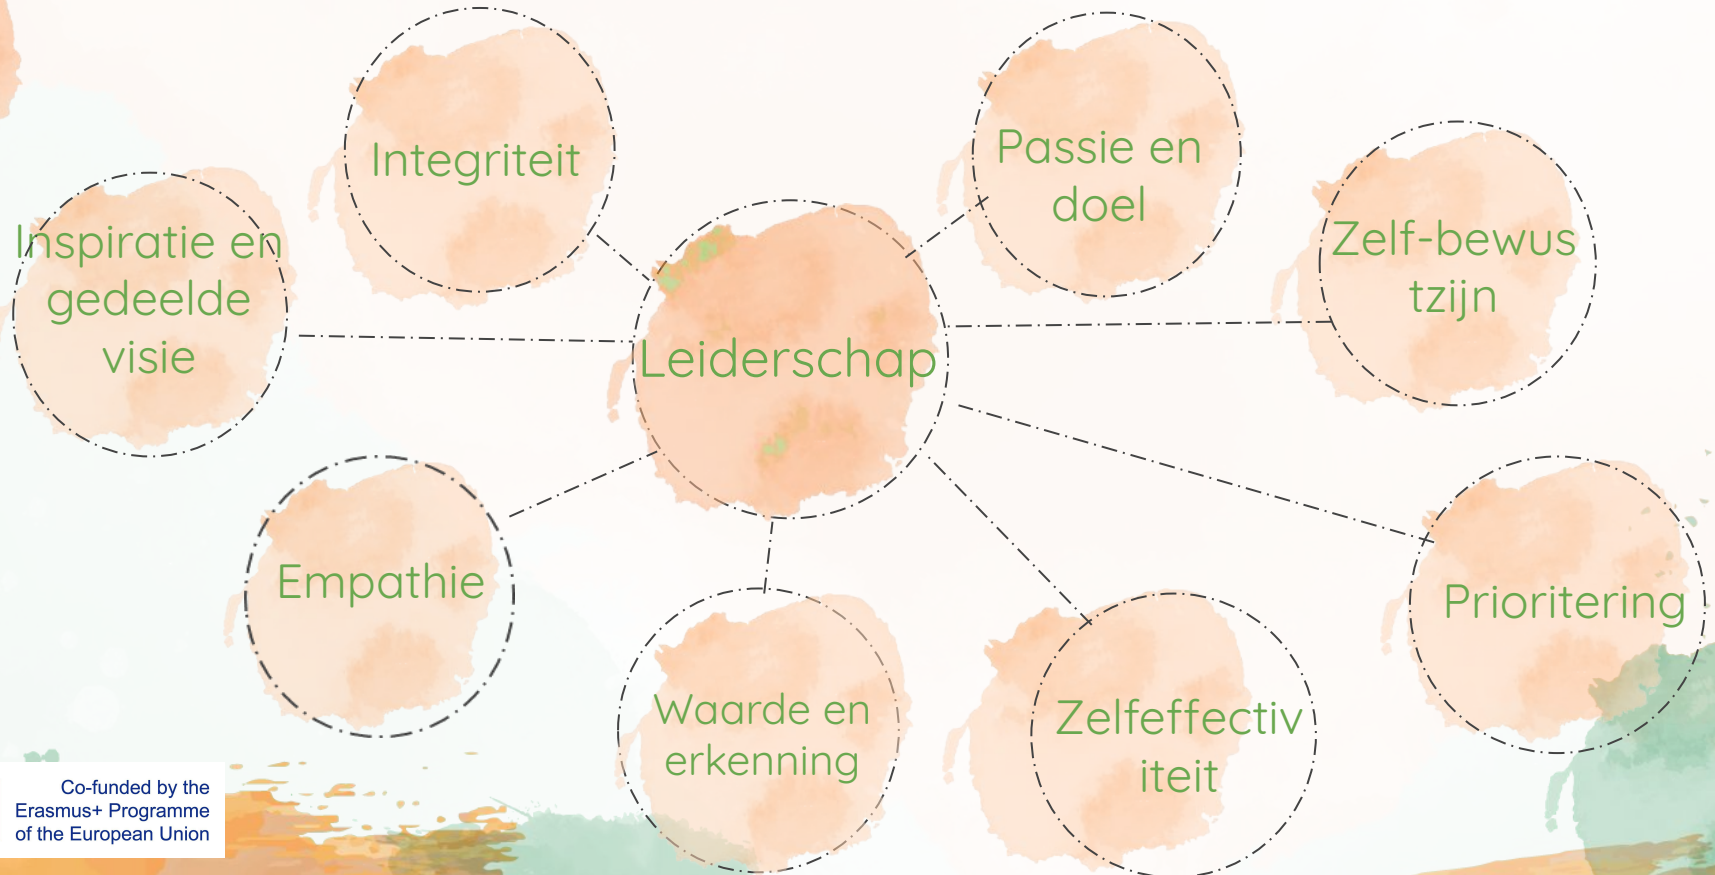 Integriteit
Passie en
doel
Inspiratie en
gedeelde
visie
Zelf-bewus
tzijn
Leiderschap
Empathie
Prioritering
Waarde en
erkenning
Zelfeffectiv
iteit
Co-funded by the
Erasmus+ Programme
of the European Union